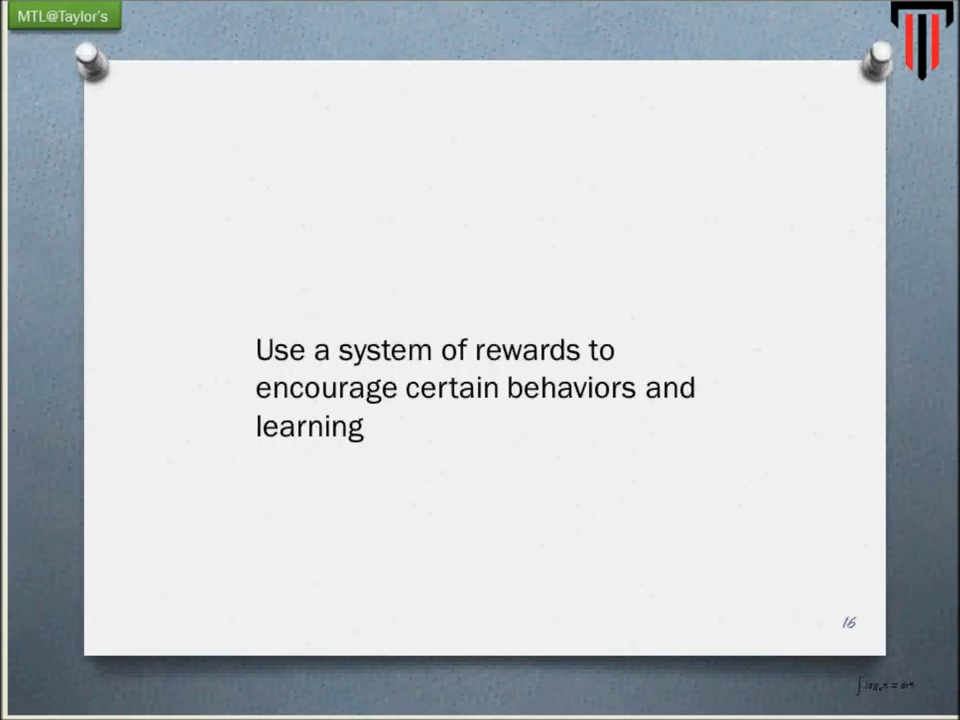 MTL@Taylor's
Use a system of rewards to
encourage certain behaviors and
learning
16